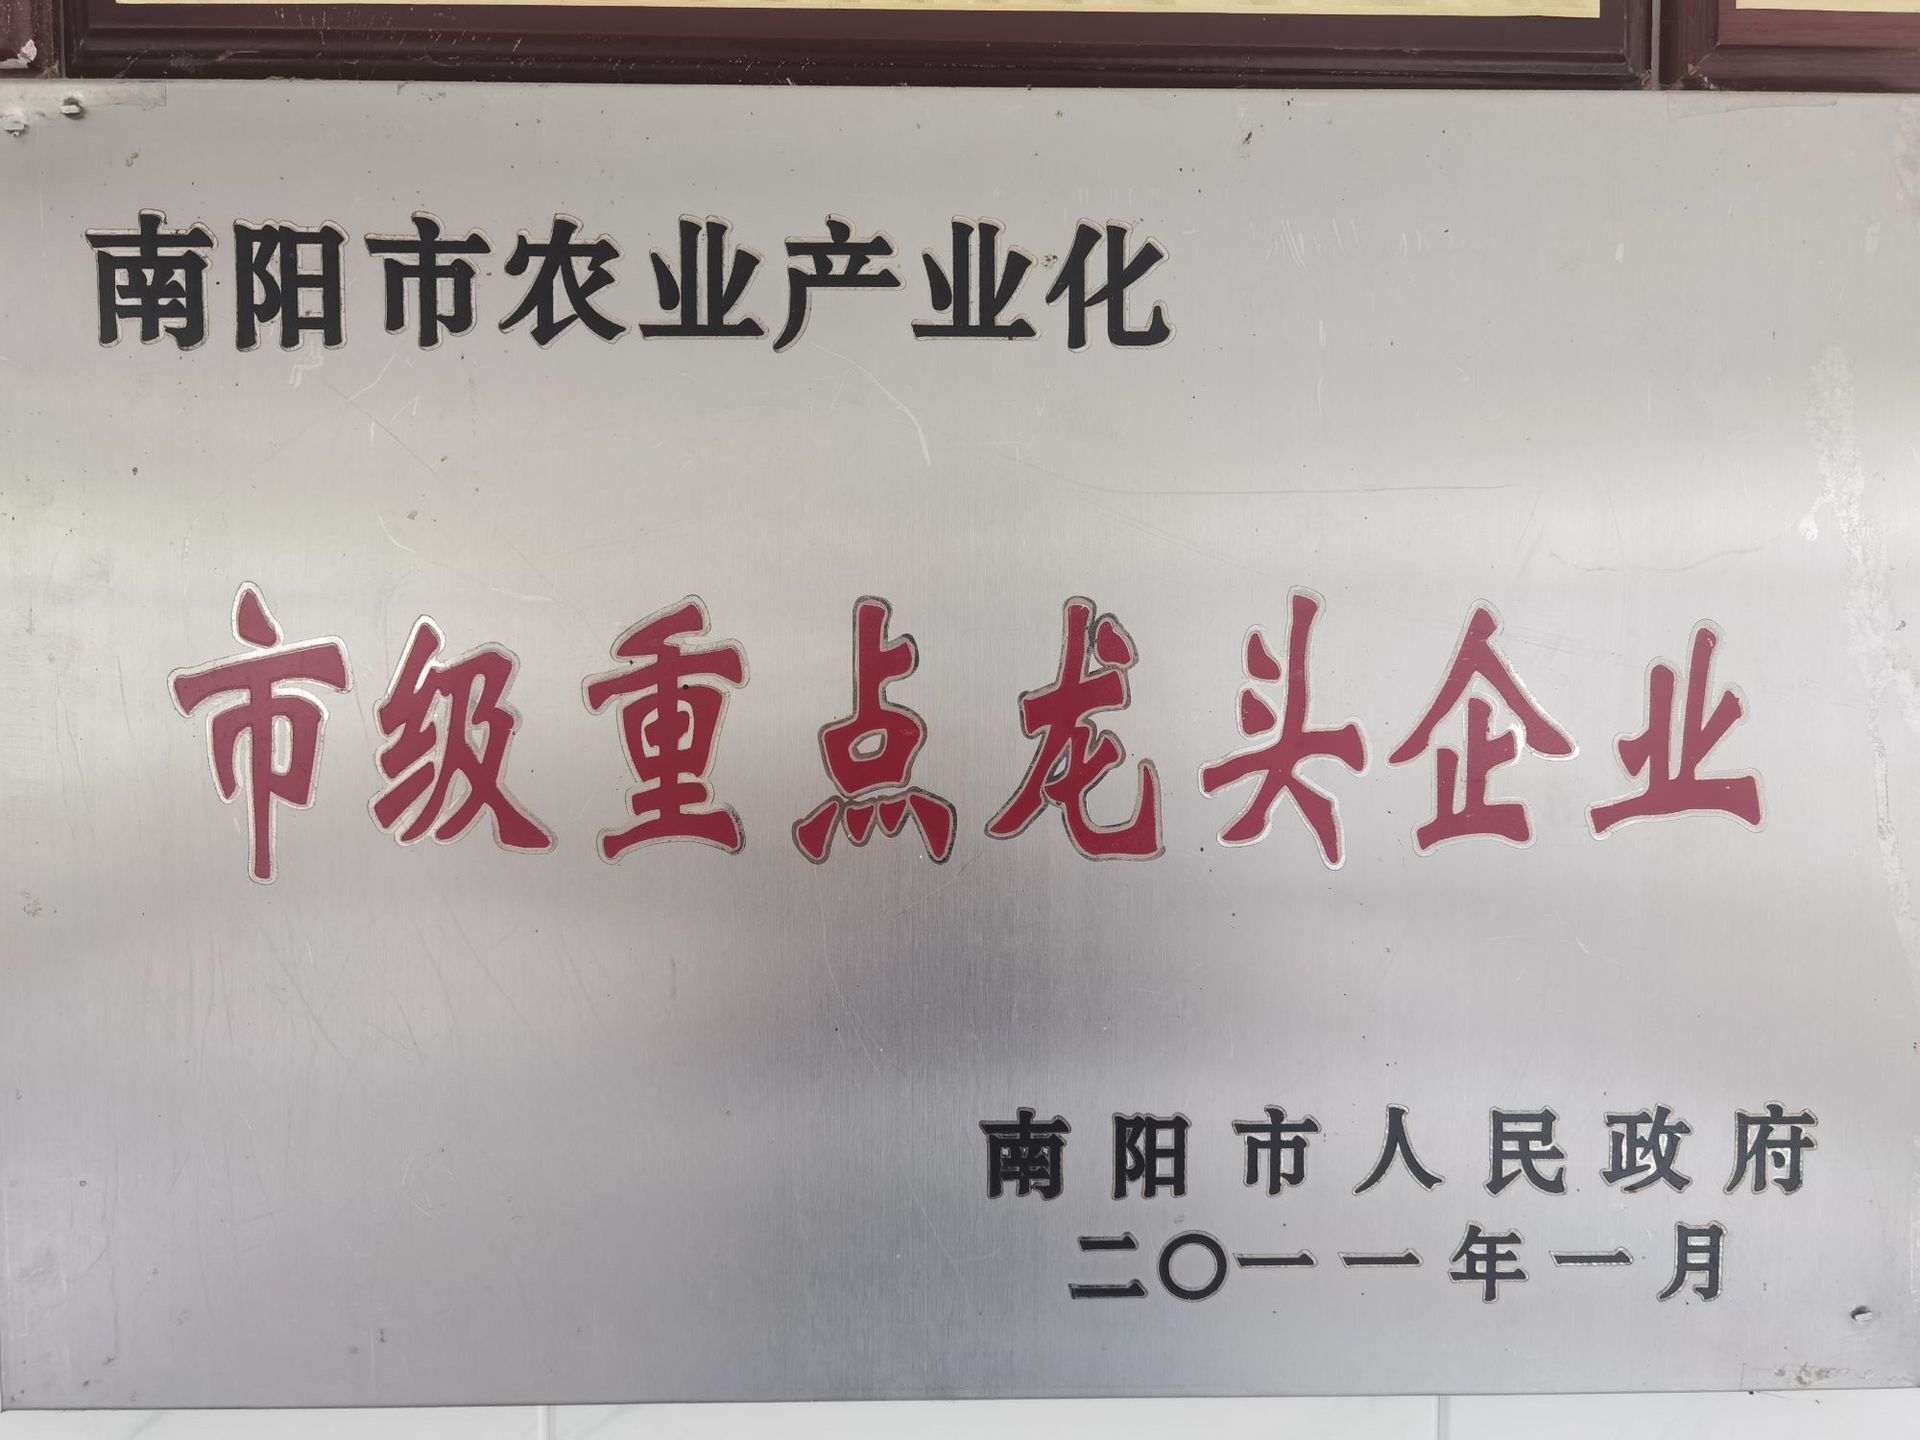 南阳市农业产业化
市级重点龙头企业
南阳市人民政府
二〇一一年一月